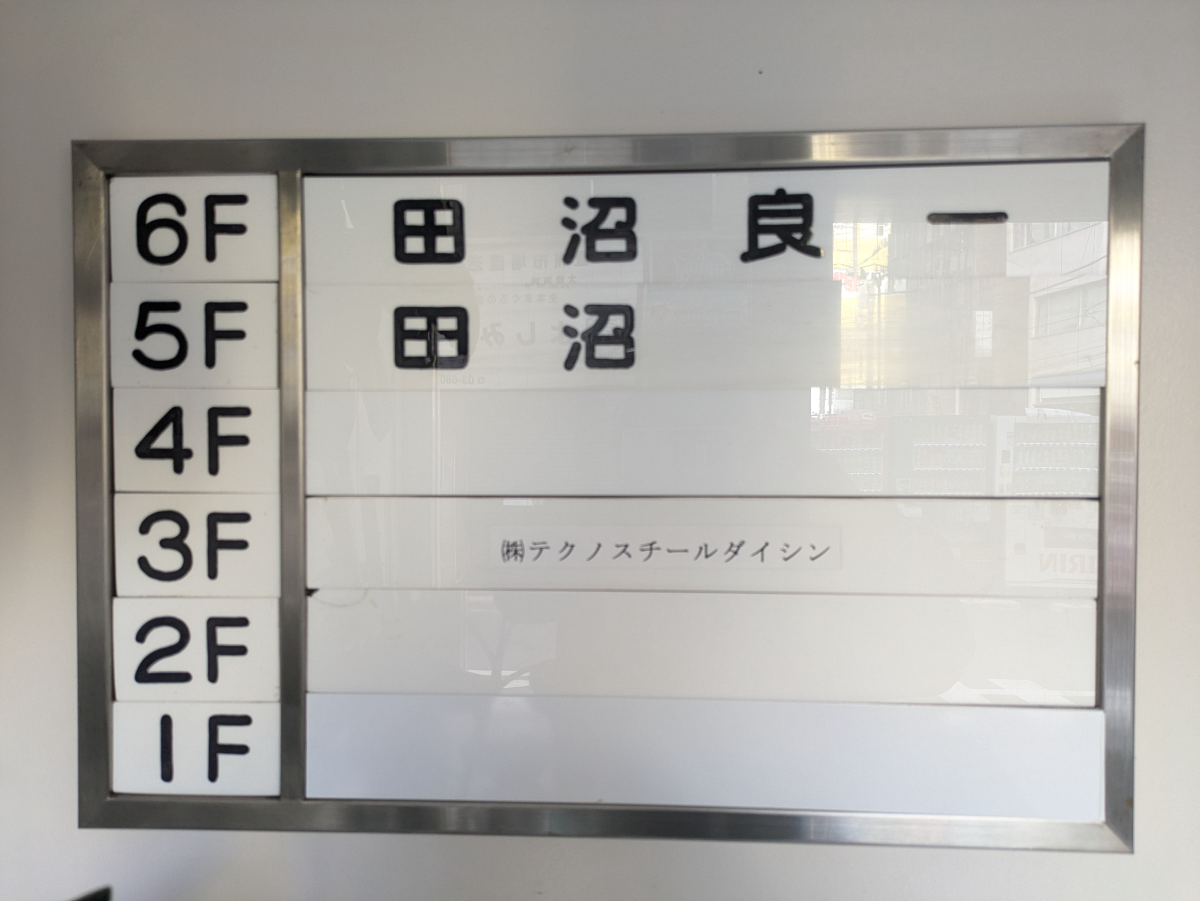 6F 田沼良一
5F 田沼
4F
3F ㈱テクノスチールダイシン
2F
1F